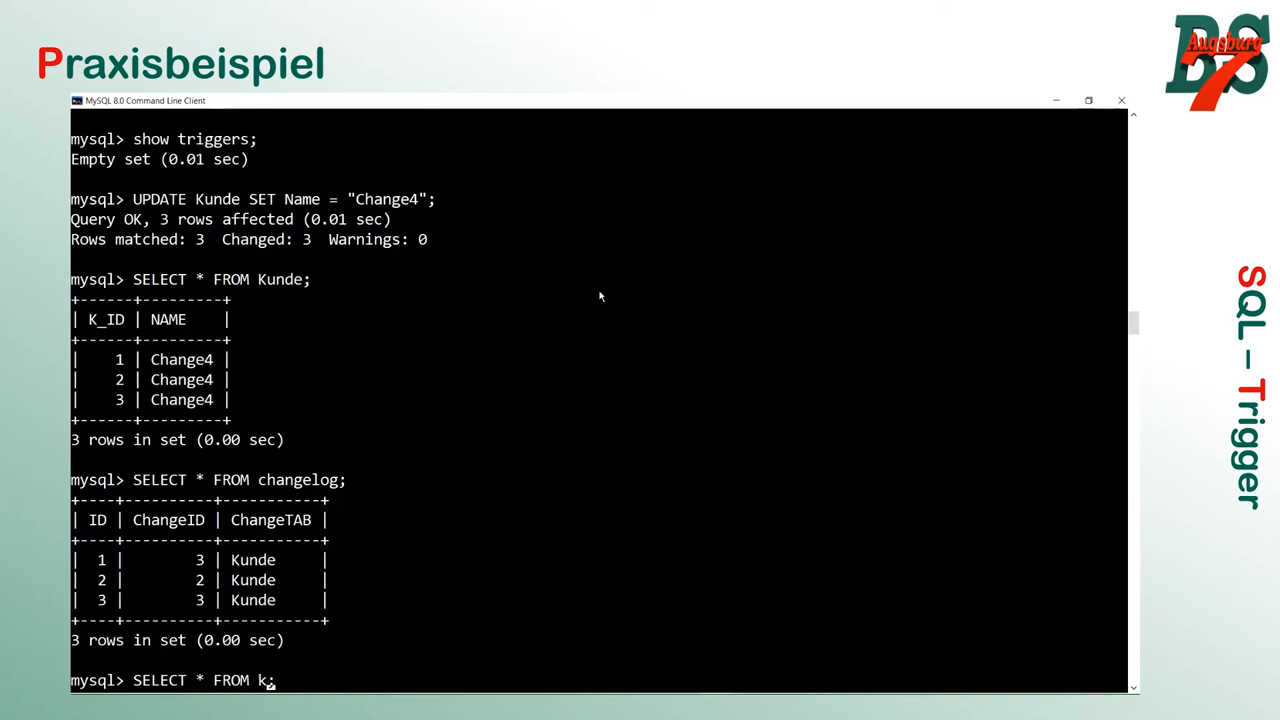 Praxisbeispiel
BS
Augsburg
7
MySQL 8.0 Command Line Client
mysql> show triggers;
Empty set (0.01 sec)
mysql> UPDATE Kunde SET Name = "Change4";
Query OK, 3 rows affected (0.01 sec)
Rows matched: 3  Changed: 3  Warnings: 0
mysql> SELECT * FROM Kunde;
+------+---------+
| K_ID | NAME    |
+------+---------+
|    1 | Change4 |
|    2 | Change4 |
|    3 | Change4 |
+------+---------+
3 rows in set (0.00 sec)
mysql> SELECT * FROM changelog;
+----+----------+-----------+
| ID | ChangeID | ChangeTAB |
+----+----------+-----------+
|  1 |        3 | Kunde     |
|  2 |        2 | Kunde     |
|  3 |        3 | Kunde     |
+----+----------+-----------+
3 rows in set (0.00 sec)
mysql> SELECT * FROM k;
SQL – Trigger